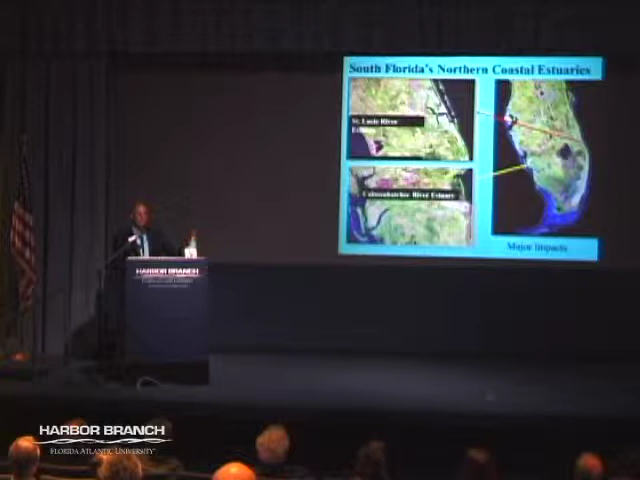 South Florida's Northern Coastal Estuaries
St. Lucie River
Caloosahatchee River Estuary
Major impacts
HARBOR BRANCH
HARBOR BRANCH
FLORIDA ATLANTIC UNIVERSITY